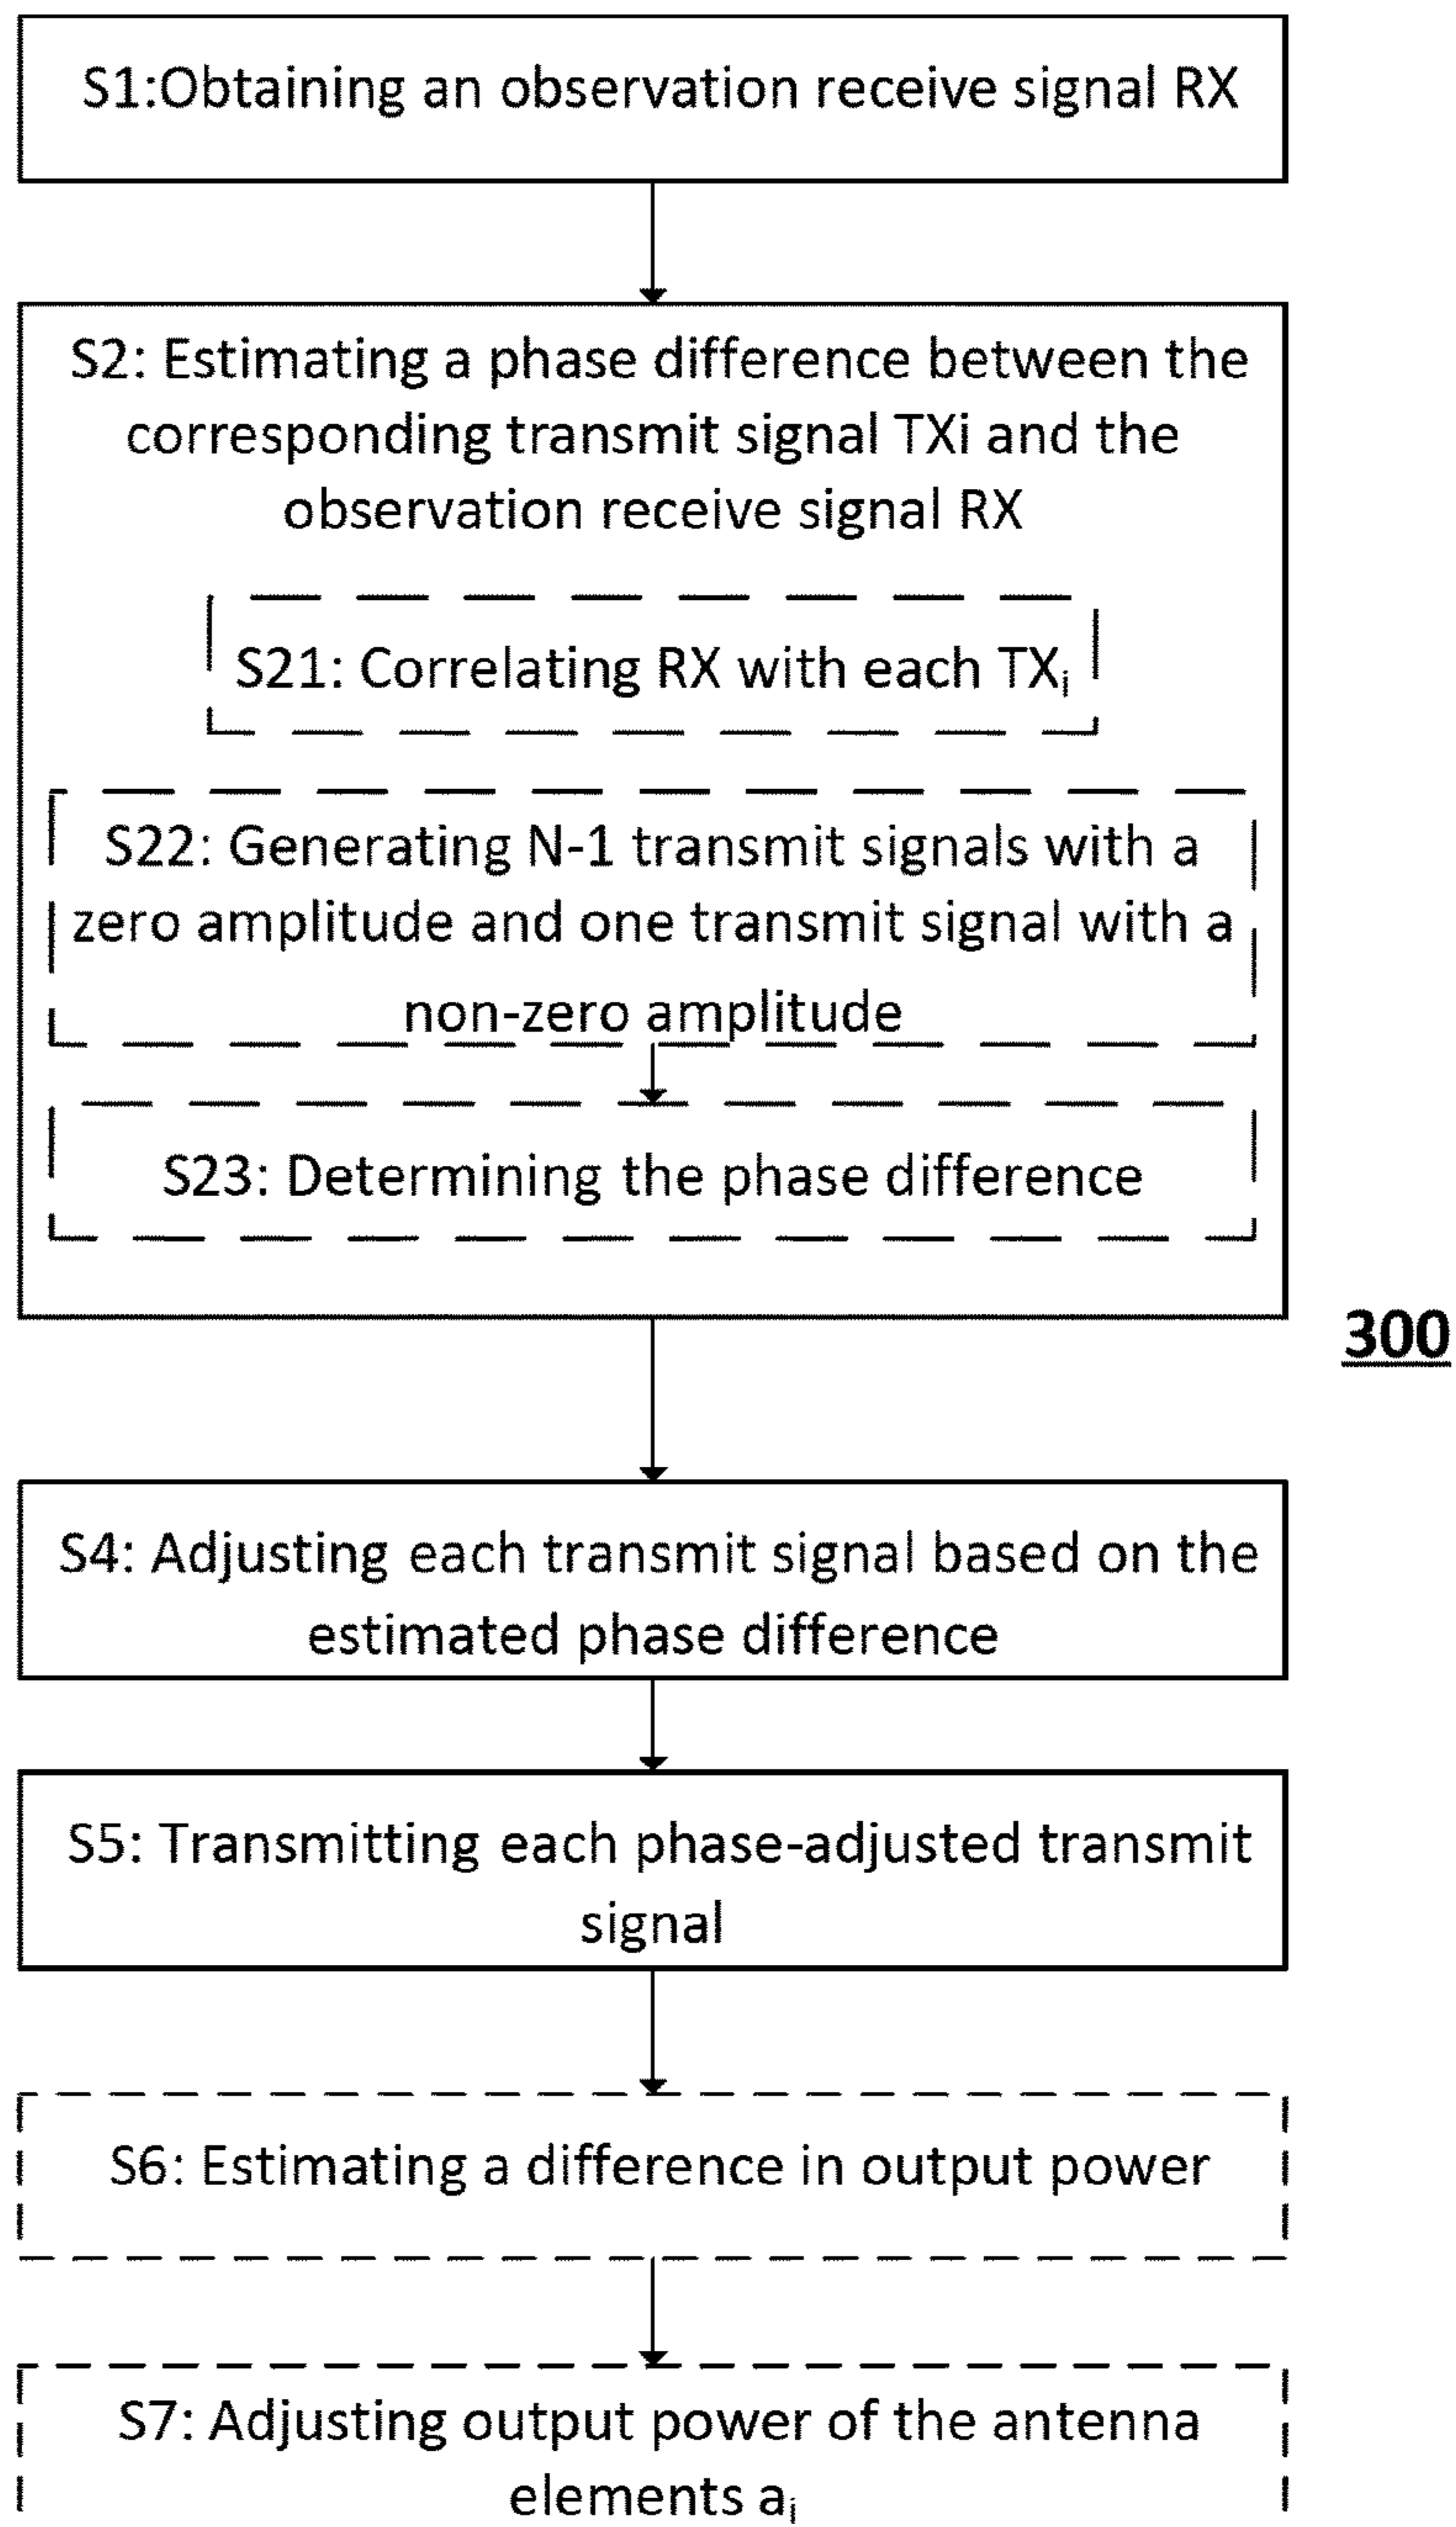 S1:Obtaining an observation receive signal RX
S2: Estimating a phase difference between the
corresponding transmit signal TXi and the
observation receive signal RX
S21: Correlating RX with each TXi
S22: Generating N-1 transmit signals with a
zero amplitude and one transmit signal with a
non-zero amplitude
S23: Determining the phase difference
300
S4: Adjusting each transmit signal based on the
estimated phase difference
S5: Transmitting each phase-adjusted transmit
signal
S6: Estimating a difference in output power
S7: Adjusting output power of the antenna
elements ai